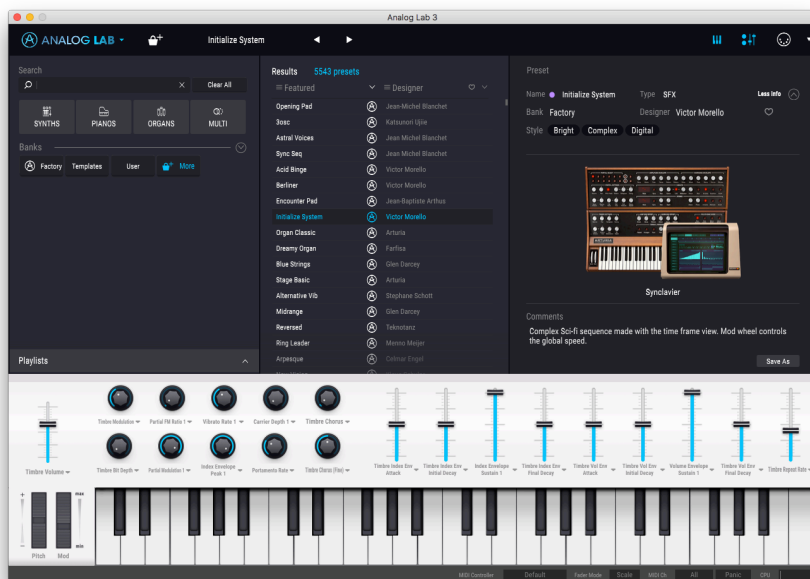 Analog Lab 3
ANALOG LAB
Initialize System
Search
Clear All
SYNTHS PIANOS ORGANS MULTI
Banks
Factory Templates User More
Playlists
Results 5543 presets
Featured Designer
Opening Pad Jean-Michel Blanchet
3osc Katsunori Ujiie
Astral Voices Jean Michel Blanchet
Sync Seq Jean Michel Blanchet
Acid Binge Victor Morello
Berliner Victor Morello
Encounter Pad Jean-Baptiste Arthus
Initialize System Victor Morello
Organ Classic Arturia
Dreamy Organ Farfisa
Blue Strings Glen Darcey
Stage Basic Arturia
Alternative Vib Stephane Schott
Midrange Glen Darcey
Reversed Teknotanz
Ring Leader Menno Meijer
Arpesque Celmar Engel
Preset
Name Initialize System Type SFX Less Info
Bank Factory Designer Victor Morello
Style Bright Complex Digital
ARTURIA
Synclavier
Comments
Complex Sci-fi sequence made with the time frame view. Mod wheel controls
the global speed.
Save As
Timbre Modulation Partial FM Rate 1 Vibrato Rate 1 Carrier Depth 1 Timbre Chorus
Timbre Volume
Timbre Bit Depth Partial Modulator 1 Index Envelope Peak 1 Portamento Rate Timbre Chorus (Fine)
Timbre Index Env Attack Timbre Index Env Initial Decay Index Envelope Sustain 1 Timbre Index Env Final Decay Timbre Vol Env Attack Timbre Vol Env Initial Decay Volume Envelope Sustain 1 Timbre Vol Env Final Decay Timbre Repeat Rate
+ max
- min
Pitch Mod
MIDI Controller Default Fader Mode Scale MIDI Ch All Panic CPU